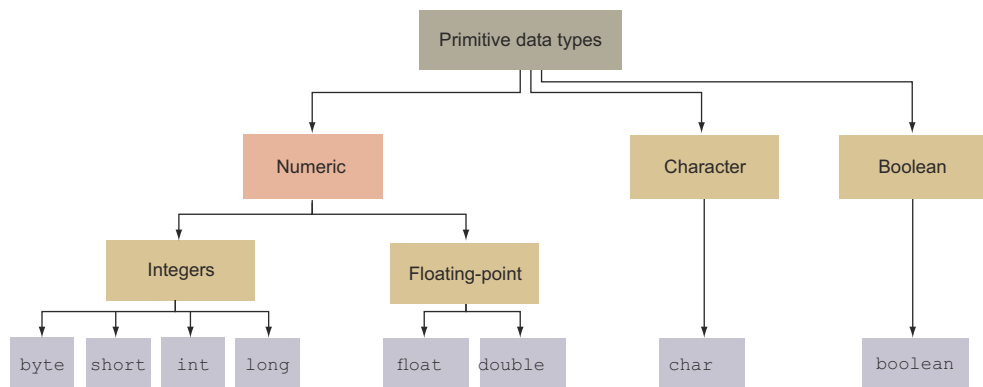 Primitive data types
Numeric
Character
Boolean
Integers
Floating-point
byte
short
int
long
float
double
char
boolean